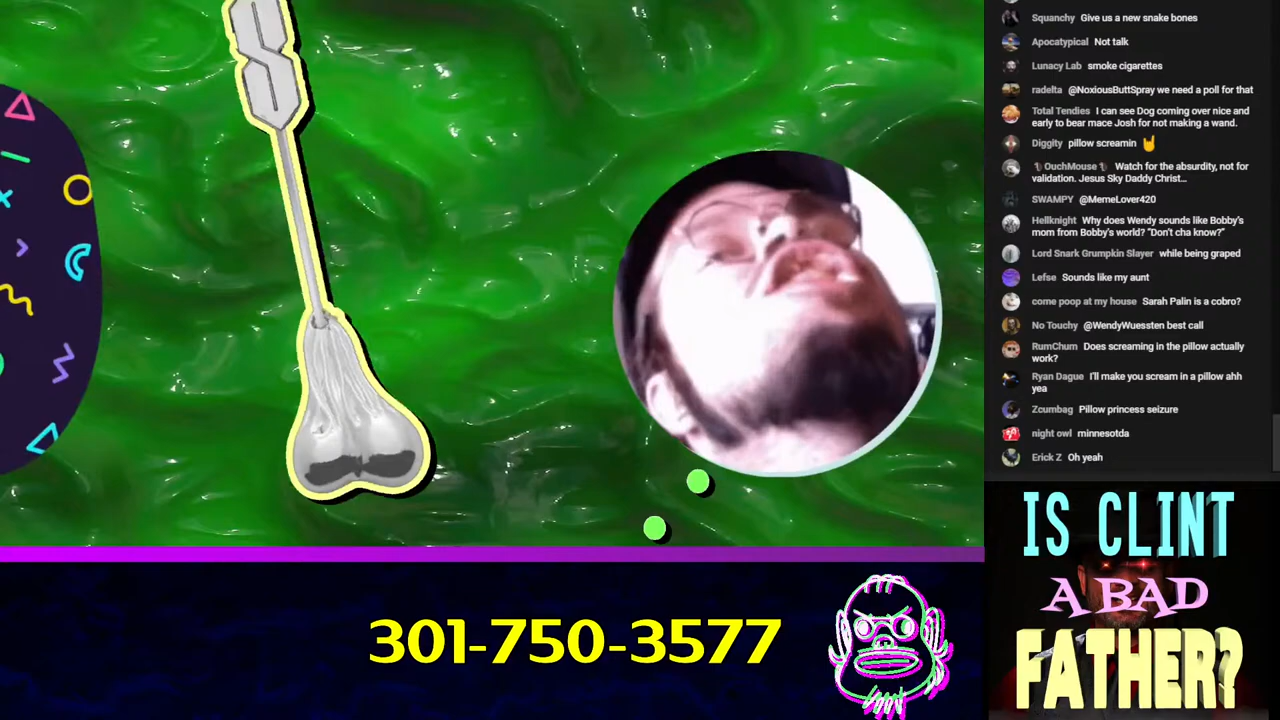 Squanchy Give us a new snake bones
Apocatypical Not talk
Lunacy Lab smoke cigarettes
radelta @NoxiousButtSpray we need a poll for that
Total Tendies I can see Dog coming over nice and
early to bear mace Josh for not making a wand.
Diggity pillow screamin 🤘
OuchMouse Watch for the absurdity, not for
validation. Jesus Sky Daddy Christ...
SWAMPY @MemeLover420
Hellknight Why does Wendy sounds like Bobby's
mom from Bobby's world? "Don't cha know?"
Lord Snark Grumpkin Slayer while being graped
Lefse Sounds like my aunt
come poop at my house Sarah Palin is a cobro?
No Touchy @WendyWuessten best call
RumChum Does screaming in the pillow actually
work?
Ryan Dague I'll make you scream in a pillow ahh
yea
Zcumbag Pillow princess seizure
night owl minnesotda
Erick Z Oh yeah
IS CLINT
A BAD
FATHER?
301-750-3577